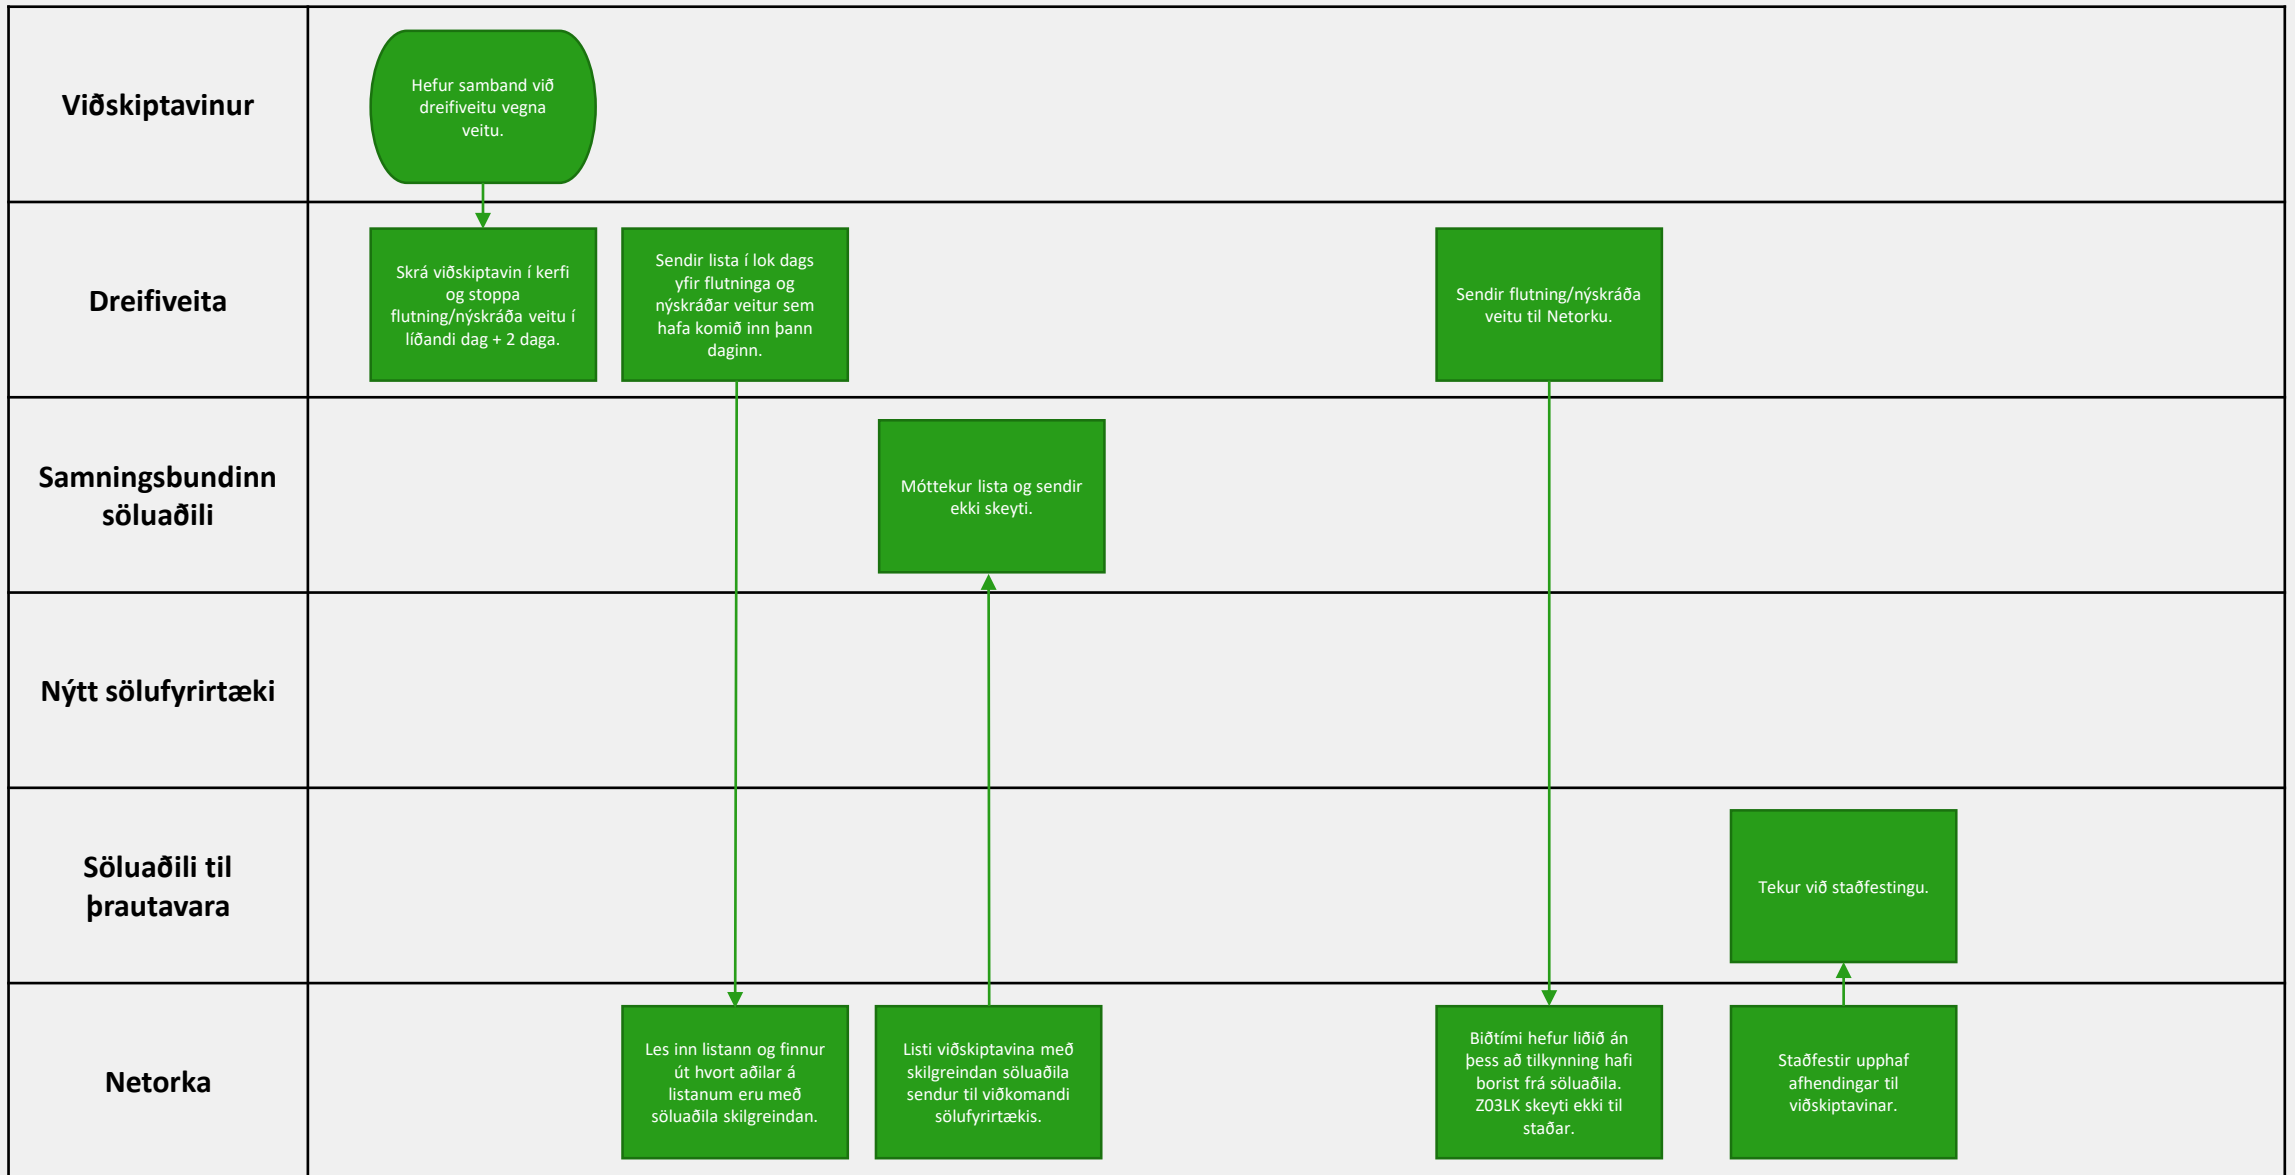 Viðskiptavinur
Hefur samband við
dreifiveitu vegna
veitu.
Dreifiveita
Skrá viðskiptavin í kerfi
og stoppa
flutning/nýskráða veitu í
líðandi dag + 2 daga.
Sendir lista í lok dags
yfir flutninga og
nýskráðar veitur sem
hafa komið inn þann
daginn.
Sendir flutning/nýskráða
veitu til Netorku.
Samningsbundinn
söluaðili
Móttekur lista og sendir
ekki skeyti.
Nýtt sölufyrirtæki
Söluaðili til
þrautavara
Tekur við staðfestingu.
Netorka
Les inn listann og finnur
út hvort aðilar á
listanum eru með
söluaðila skilgreindan.
Listi viðskiptavina með
skilgreindan söluaðila
sendur til viðkomandi
sölufyrirtækis.
Biðtími hefur liðið án
þess að tilkynning hafi
borist frá söluaðila.
Z03LK skeyti ekki til
staðar.
Staðfestir upphaf
afhendingar til
viðskiptavinar.